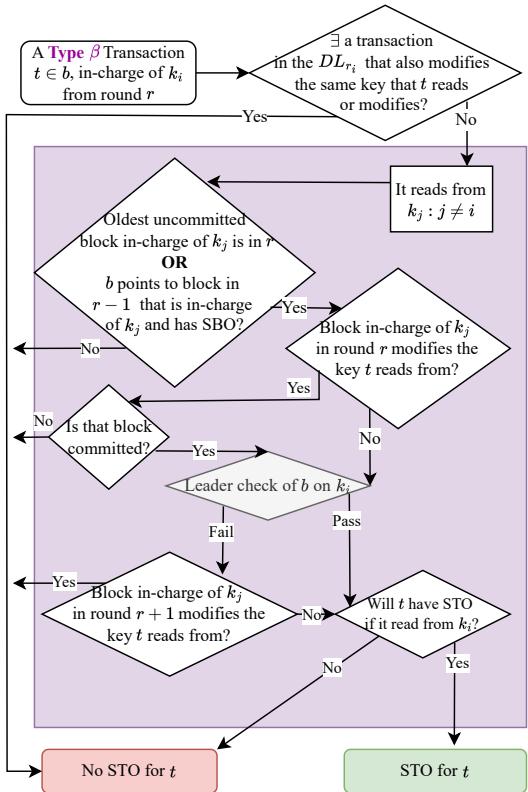 A Type β Transaction
t ∈ b, in-charge of k_i
from round r
∃ a transaction
in the DL_{r_i} that also modifies
the same key that t reads
or modifies?
Yes
No
It reads from
k_j : j ≠ i
Oldest uncommitted
block in-charge of k_j is in r
OR
b points to block in
r − 1 that is in-charge
of k_j and has SBO?
Yes
No
Block in-charge of k_j
in round r modifies the
key t reads from?
Yes
No
Is that block
committed?
No
Yes
Leader check of b on k_i
Fail
Pass
Block in-charge of k_j
in round r + 1 modifies the
key t reads from?
Yes
No
Will t have STO
if it read from k_i?
No
Yes
No STO for t
STO for t